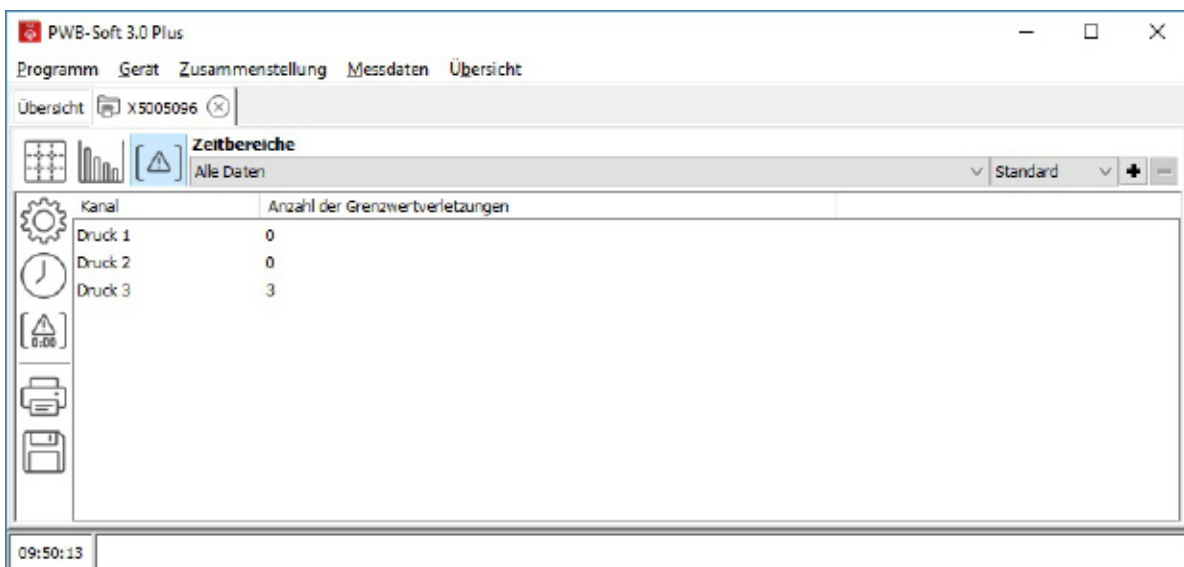 PWB-Soft 3.0 Plus
Programm Gerät Zusammenstellung Messdaten Übersicht
Übersicht X5005096
Zeitbereiche
Alle Daten Standard
Kanal Anzahl der Grenzwertverletzungen
Druck 1 0
Druck 2 0
Druck 3 3
0:00
09:50:13